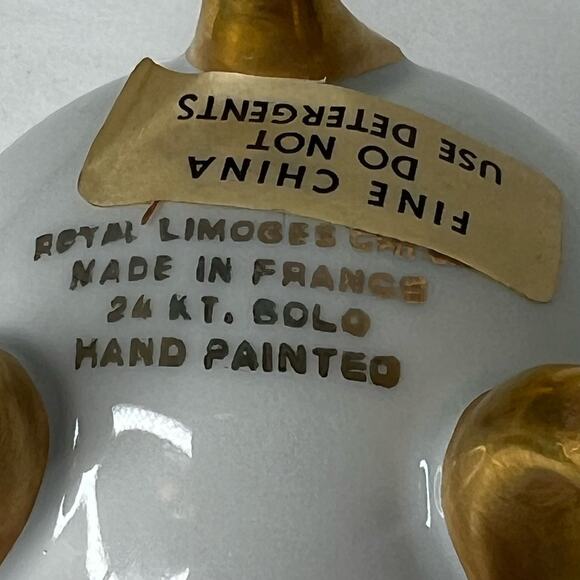 FINE CHINA
DO NOT
USE DETERGENTS
ROYAL LIMOGES
MADE IN FRANCE
24 KT. GOLD
HAND PAINTED